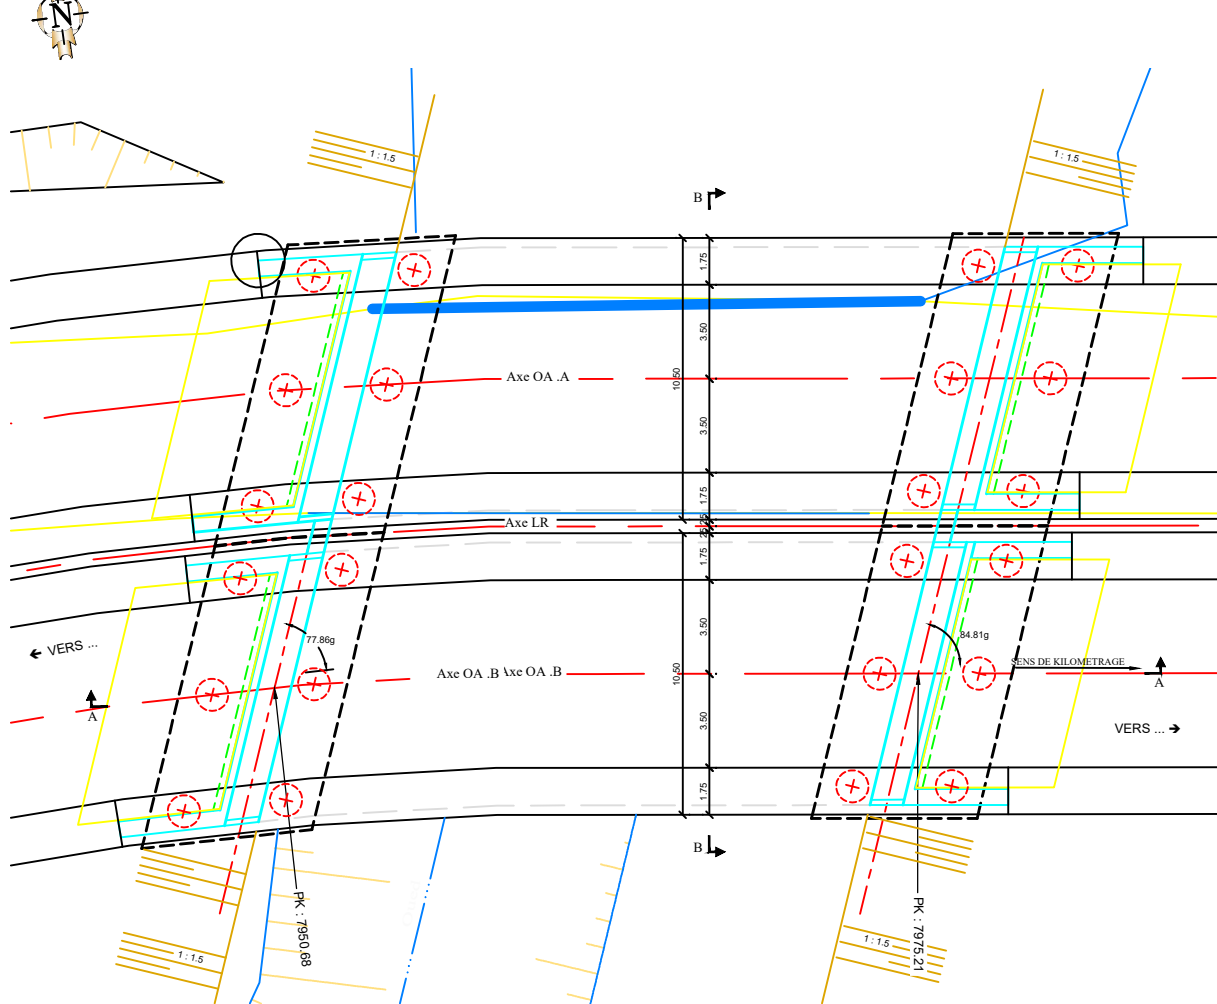 N
1 : 1.5
1 : 1.5
B
1.75
3.50
10.50
Axe OA .A
3.50
1.75
Axe LR
1.75
3.50
77.86g
84.81g
VERS ...
SENS DE KILOMETRAGE
Axe OA .B
Axe OA .B
10.50
A
A
3.50
VERS ...
1.75
B
PK : 7950.68
PK : 7975.21
1 : 1.5
1 : 1.5